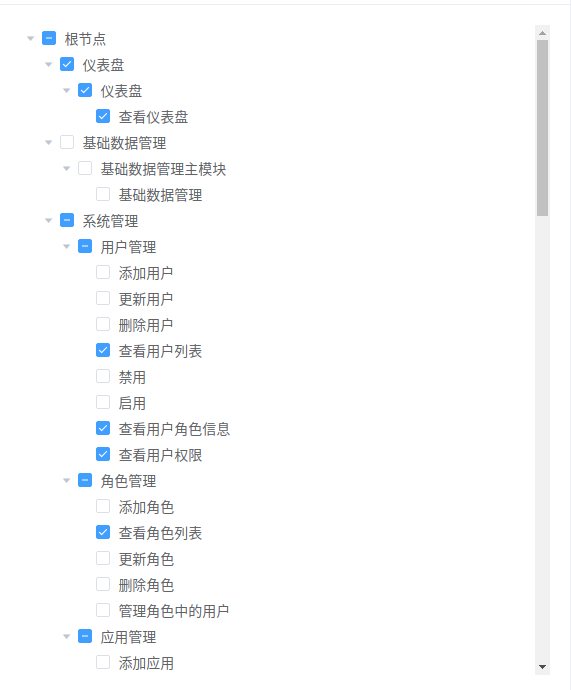 根节点
仪表盘
仪表盘
查看仪表盘
基础数据管理
基础数据管理主模块
基础数据管理
系统管理
用户管理
添加用户
更新用户
删除用户
查看用户列表
禁用
启用
查看用户角色信息
查看用户权限
角色管理
添加角色
查看角色列表
更新角色
删除角色
管理角色中的用户
应用管理
添加应用